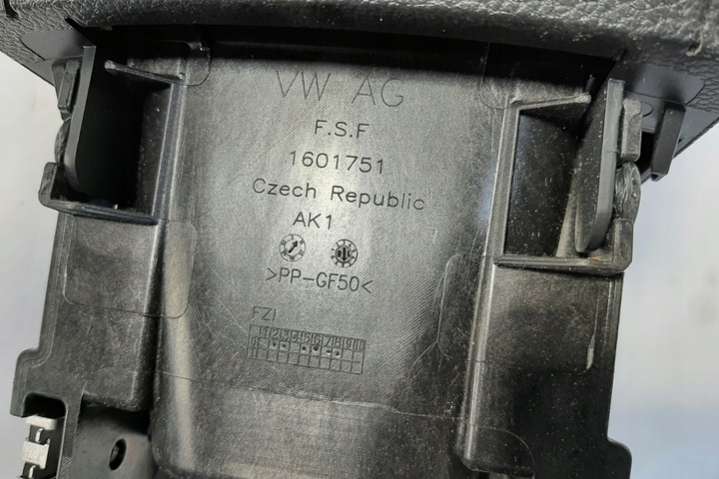 VW AG
F.S.F
1601751
Czech Republic
AK1
>PP-GF50<
FZI